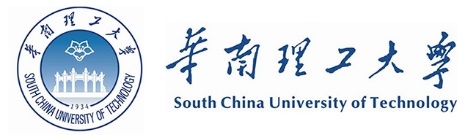 華南理工大學
SOUTH CHINA UNIVERSITY OF TECHNOLOGY
1934
華南理工大學
South China University of Technology